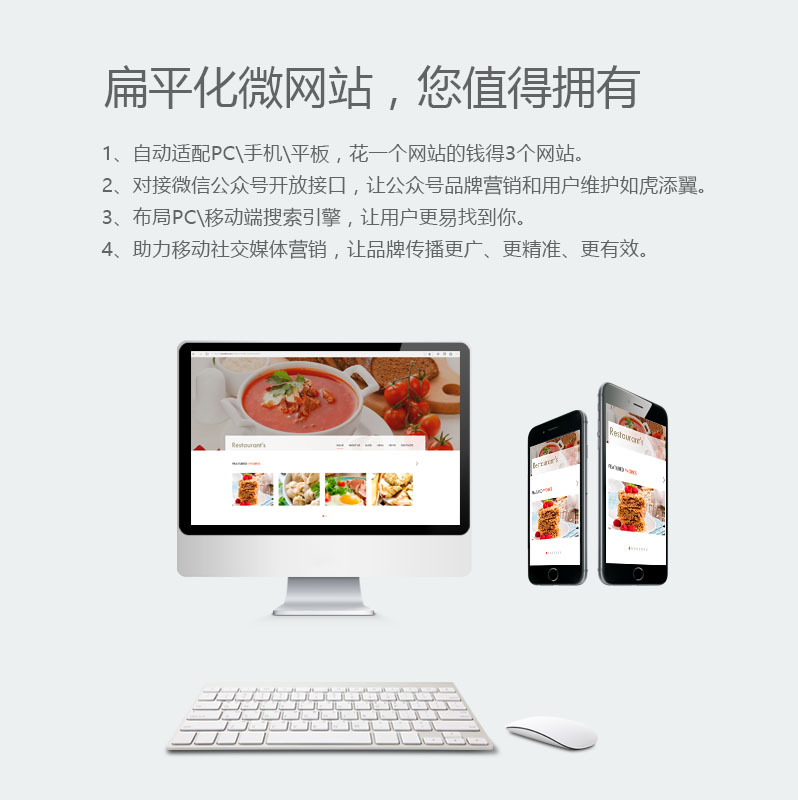 扁平化微网站，您值得拥有
1、自动适配PC\手机\平板，花一个网站的钱得3个网站。
2、对接微信公众号开放接口，让公众号品牌营销和用户维护如虎添翼。
3、布局PC\移动端搜索引擎，让用户更易找到你。
4、助力移动社交媒体营销，让品牌传播更广、更精准、更有效。
Restaurant's
FEATURED WORKS
Restaurant's
Restaurant's
FEATURED WORKS